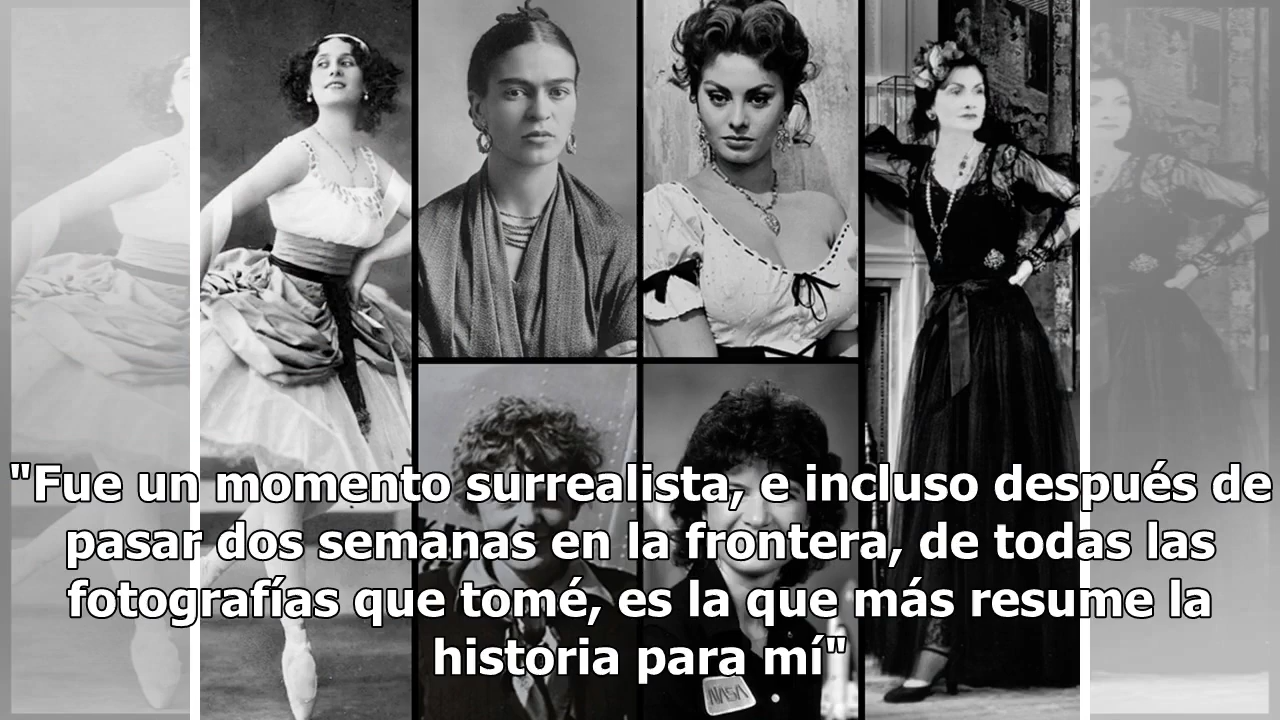 "Fue un momento surrealista, e incluso después de
pasar dos semanas en la frontera, de todas las
fotografías que tomé, es la que más resume la
historia para mí"
NASA